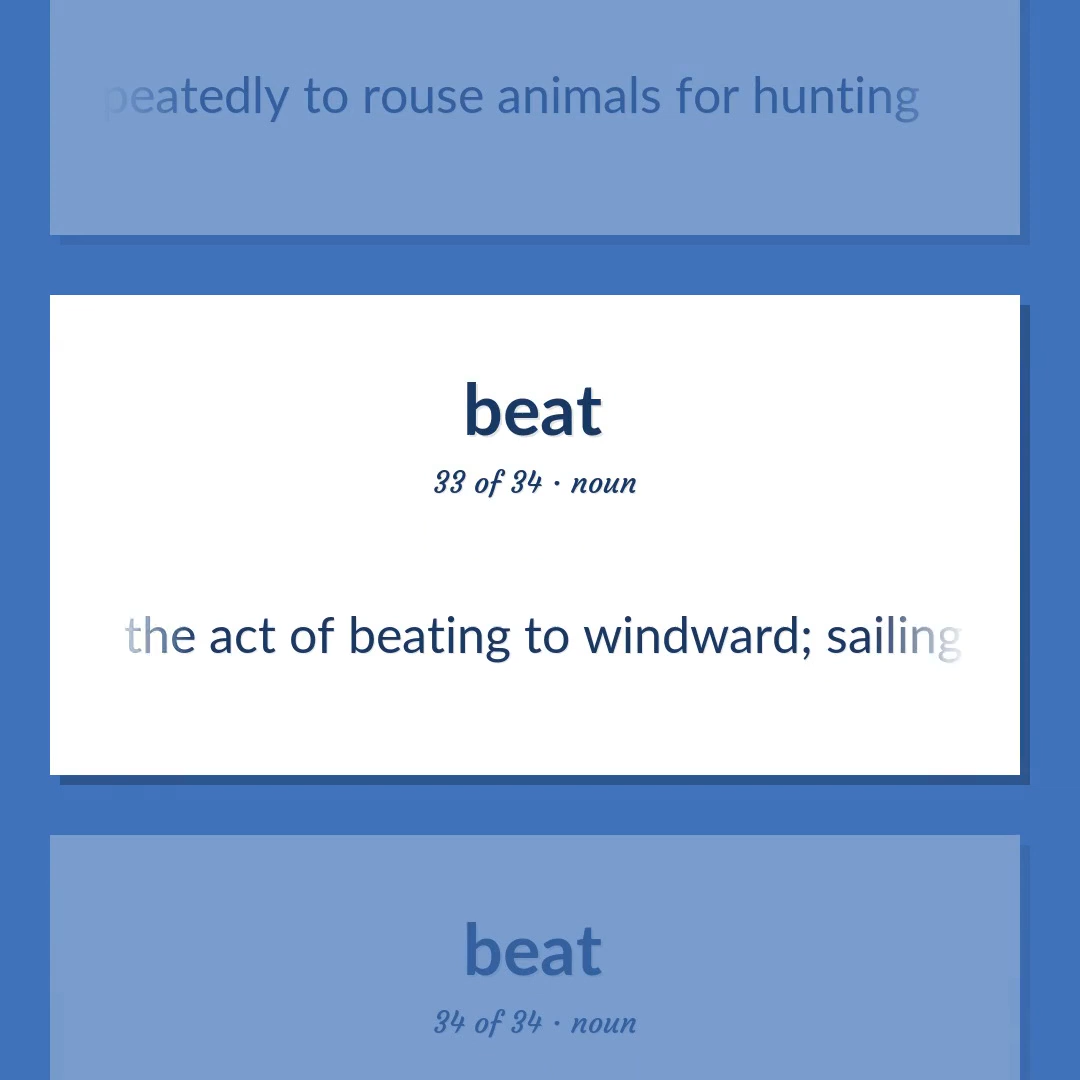 peatedly to rouse animals for hunting
beat
33 of 34 · noun
the act of beating to windward; sailing
beat
34 of 34 · noun